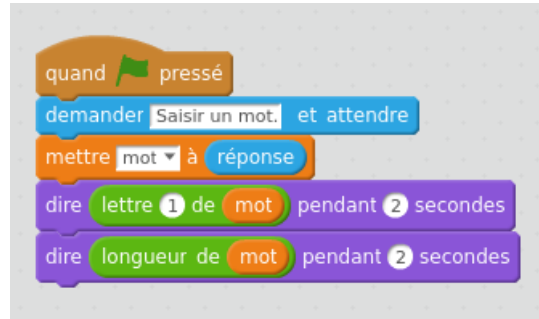 quand pressé
demander Saisir un mot. et attendre
mettre mot à réponse
dire lettre 1 de mot pendant 2 secondes
dire longueur de mot pendant 2 secondes